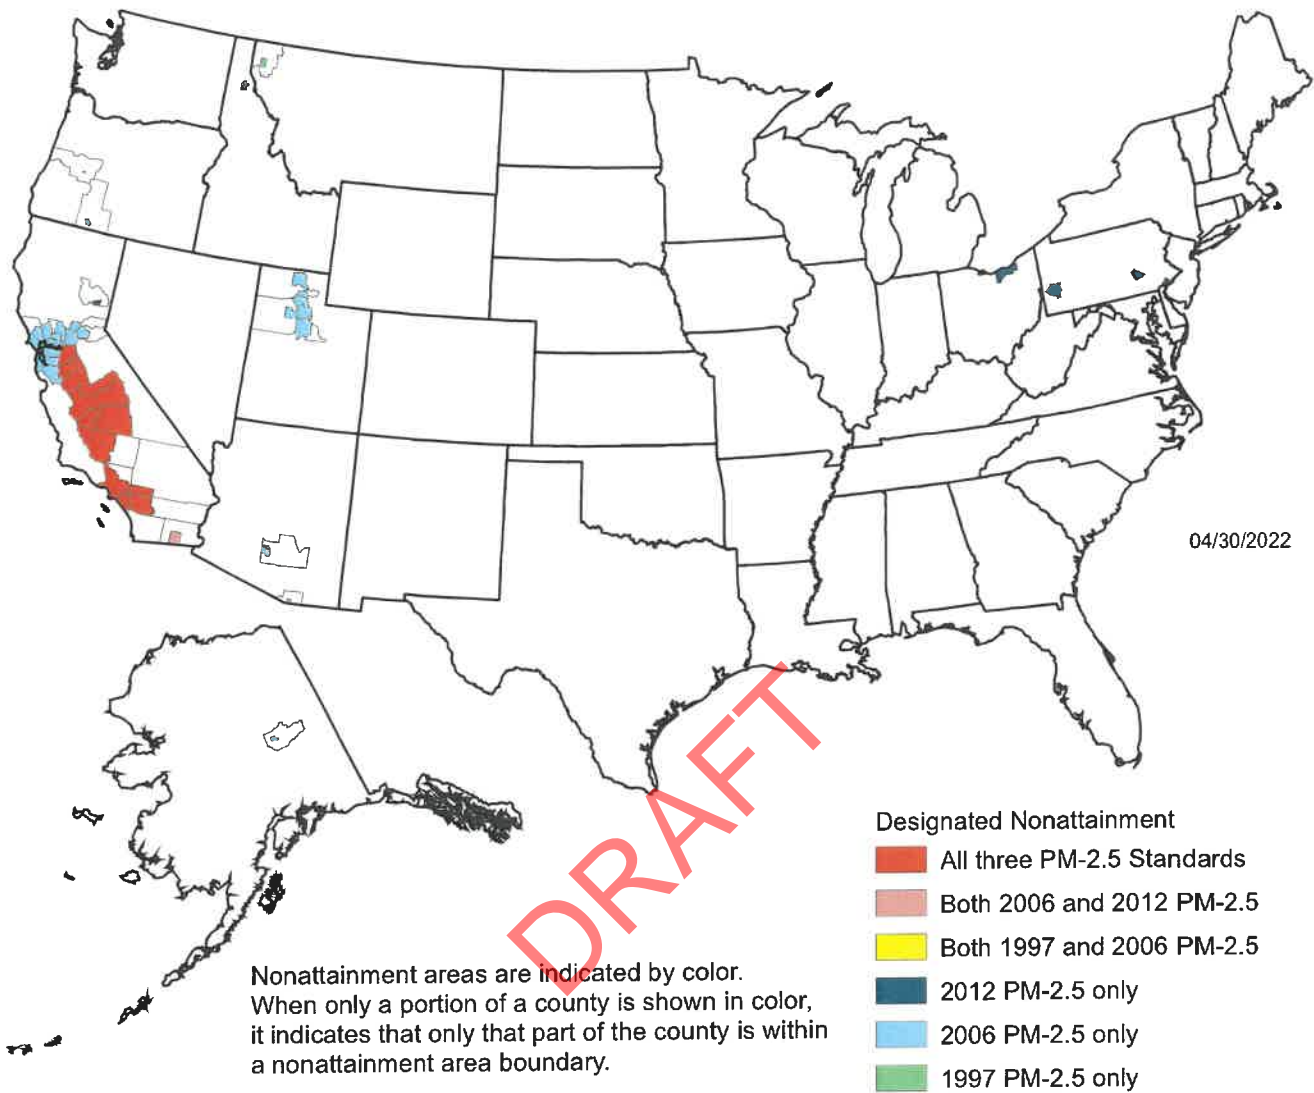 04/30/2022
DRAFT
Designated Nonattainment
All three PM-2.5 Standards
Both 2006 and 2012 PM-2.5
Both 1997 and 2006 PM-2.5
2012 PM-2.5 only
2006 PM-2.5 only
1997 PM-2.5 only
Nonattainment areas are indicated by color.
When only a portion of a county is shown in color,
it indicates that only that part of the county is within
a nonattainment area boundary.